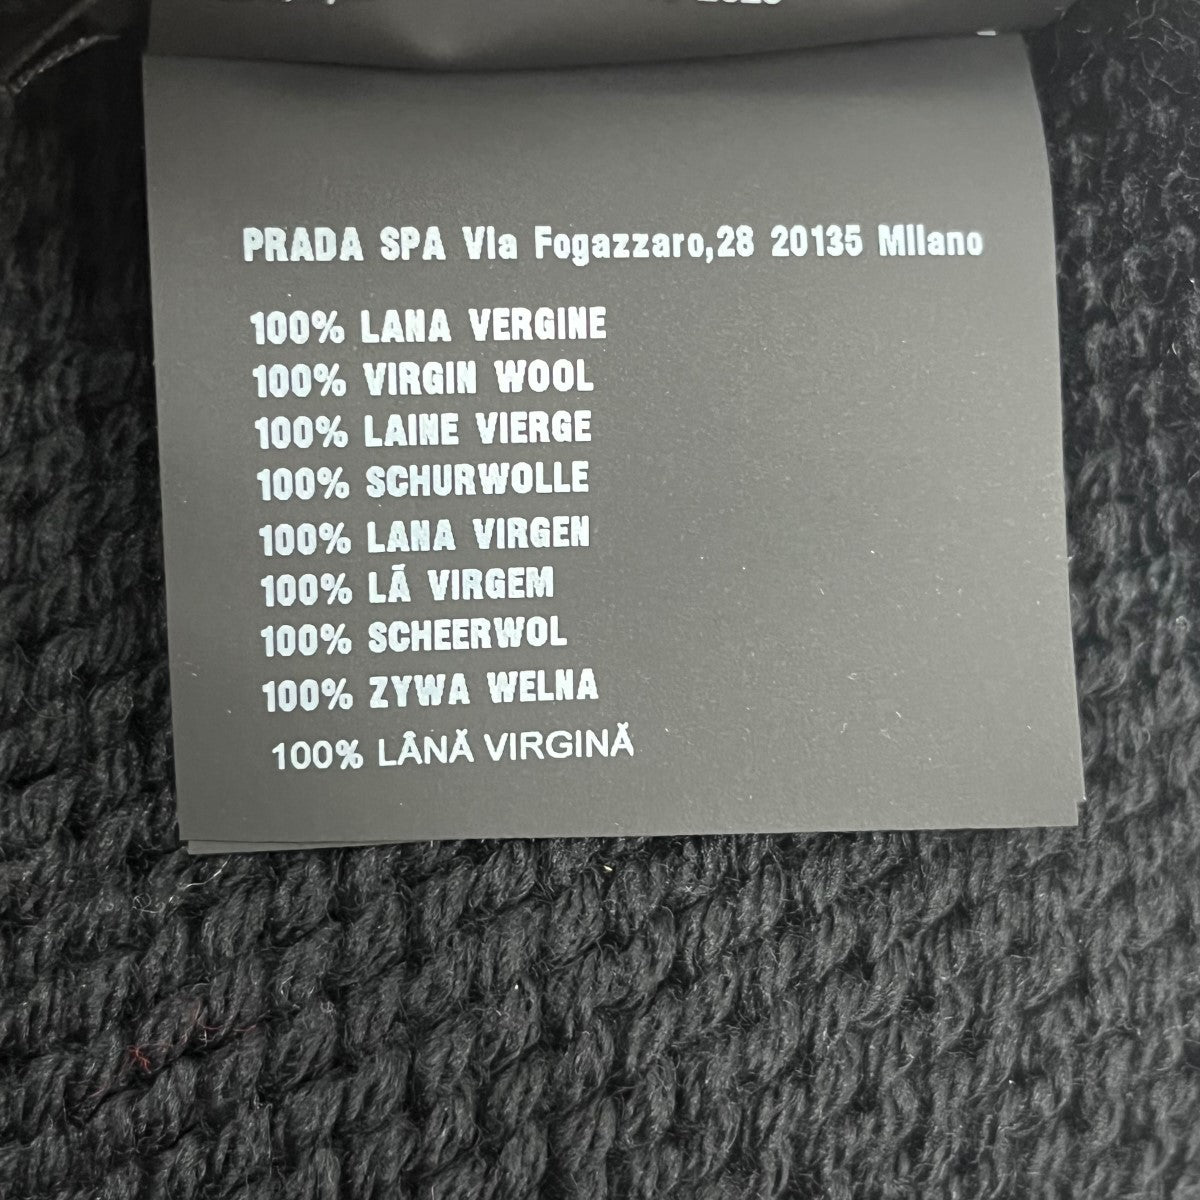 PRADA SPA Via Fogazzaro,28 20135 Milano
100% LANA VERGINE
100% VIRGIN WOOL
100% LAINE VIERGE
100% SCHURWOLLE
100% LANA VIRGEN
100% LÃ VIRGEM
100% SCHEERWOL
100% ZYWA WELNA
100% LÂNĂ VIRGINĂ